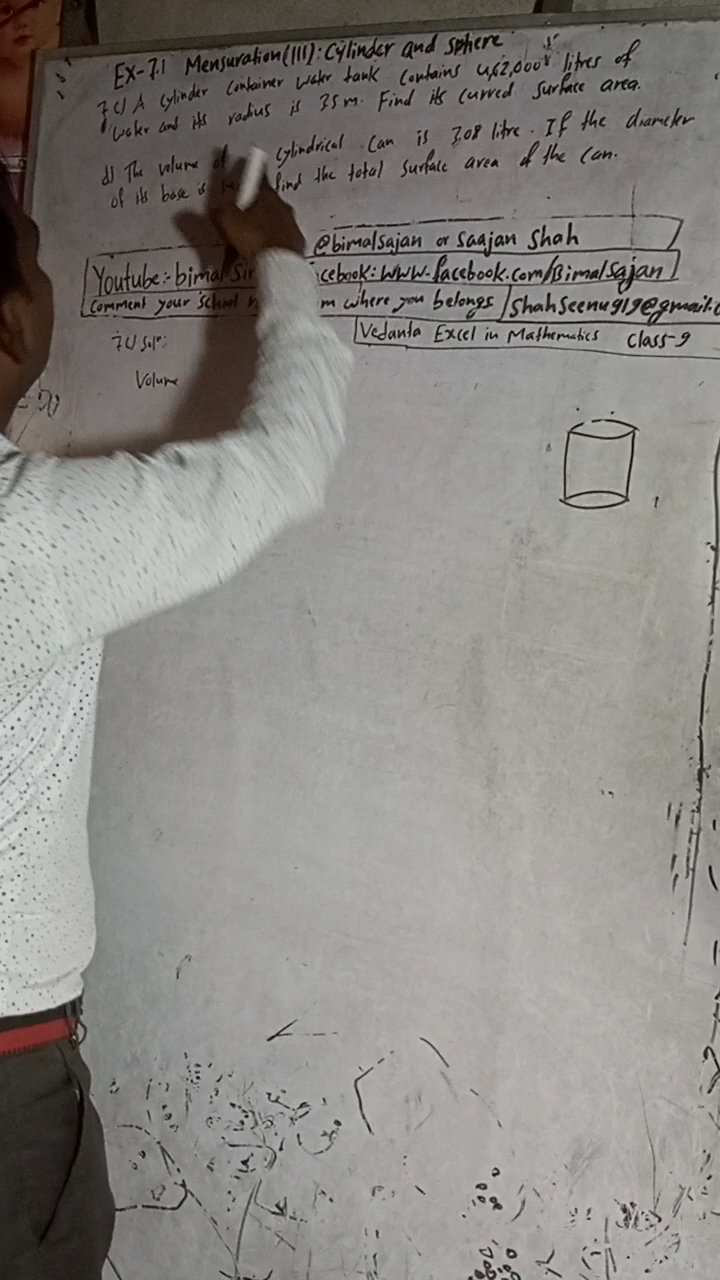 Ex-7.1 Mensuration(III): Cylinder and sphere
7 c) A cylinder container water tank contains 4,62,000 litres of
water and its radius is 3.5 m. Find its curved surface area.
d) The volume of cylindrical can is 3.08 litre. If the diameter
of its base is find the total surface area of the can.
@bimalsajan or Saajan Shah
Youtube:- bimal Sir cebook: www.facebook.com/Bimalsajan
Comment your school m where you belongs / Shahseenu919@gmail.c
7 c) Solⁿ: Vedanta Excel in Mathematics Class-9
Volume